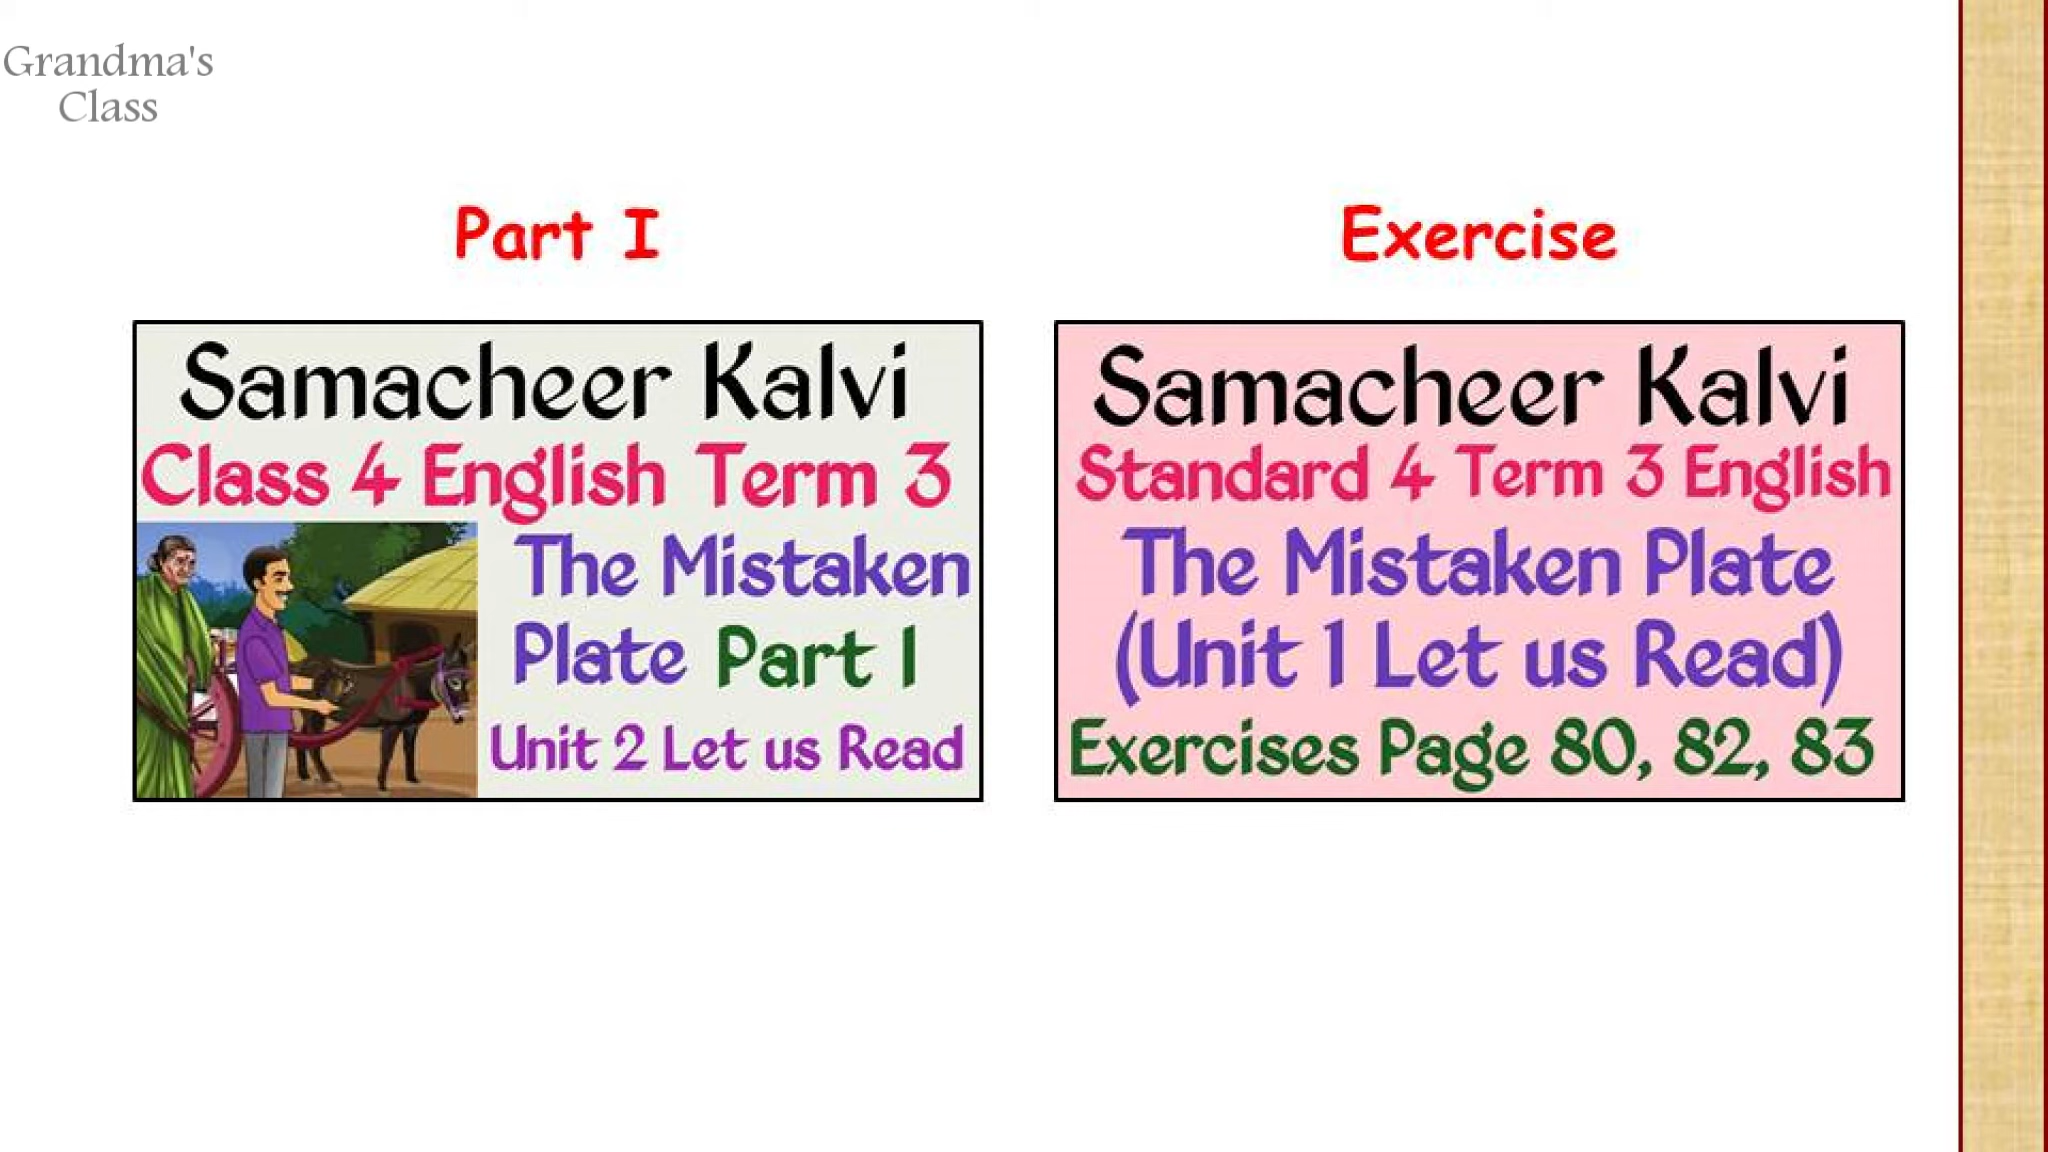 Grandma's
Class
Part I
Samacheer Kalvi
Class 4 English Term 3
The Mistaken
Plate Part 1
Unit 2 Let us Read
Exercise
Samacheer Kalvi
Standard 4 Term 3 English
The Mistaken Plate
(Unit 1 Let us Read)
Exercises Page 80, 82, 83